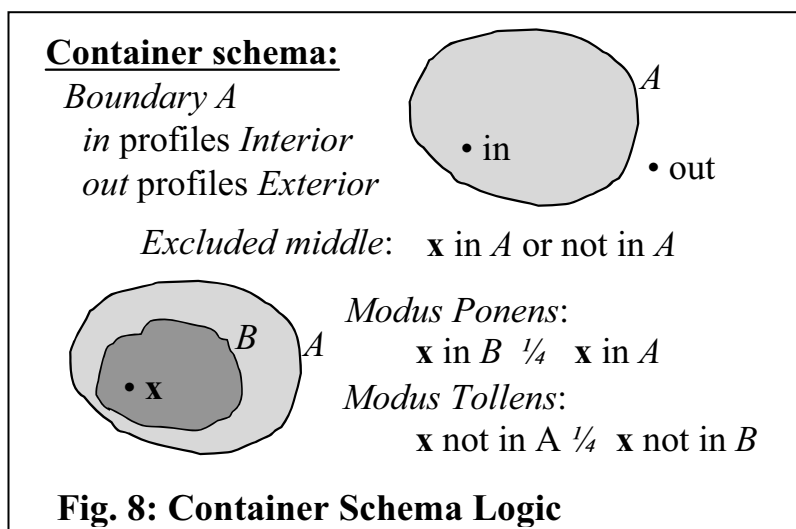 Container schema:
Boundary A
in profiles Interior
out profiles Exterior
A
• in
• out
Excluded middle: x in A or not in A
B
A
• x
Modus Ponens:
x in B ¼ x in A
Modus Tollens:
x not in A ¼ x not in B
Fig. 8: Container Schema Logic